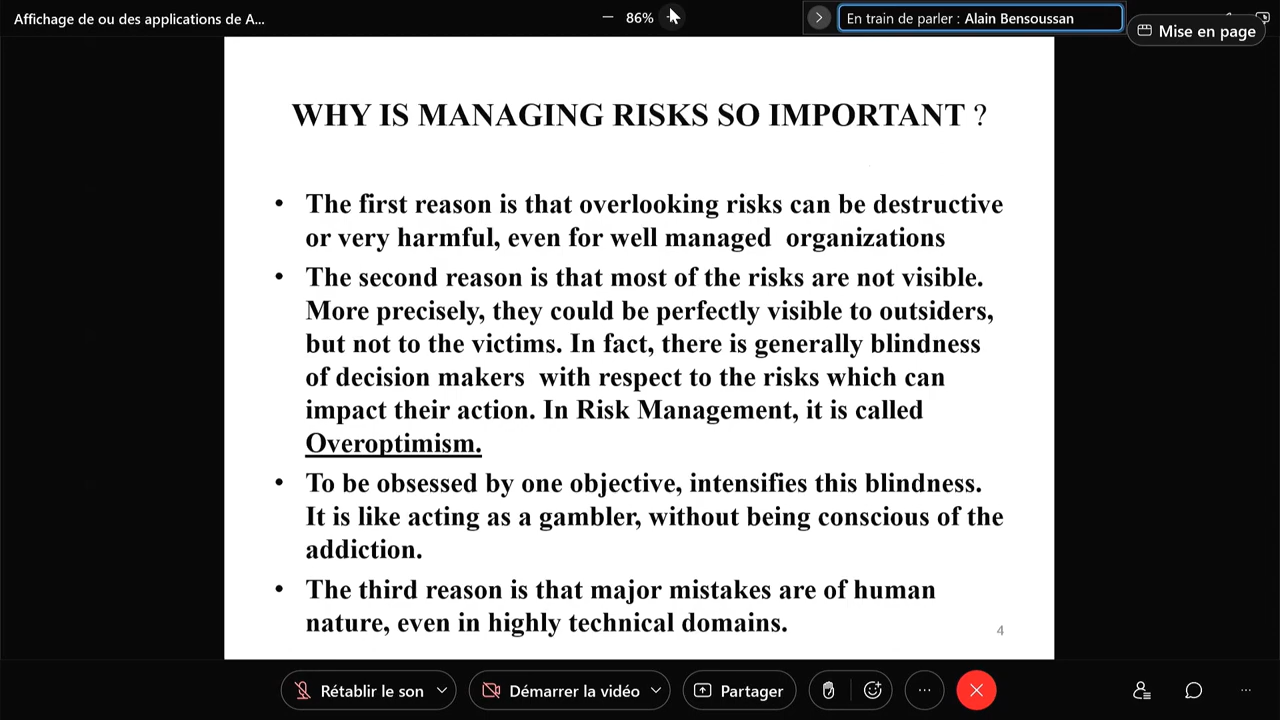 Affichage de ou des applications de A...
86%
En train de parler : Alain Bensoussan
Mise en page
WHY IS MANAGING RISKS SO IMPORTANT ?
• The first reason is that overlooking risks can be destructive
or very harmful, even for well managed organizations
• The second reason is that most of the risks are not visible.
More precisely, they could be perfectly visible to outsiders,
but not to the victims. In fact, there is generally blindness
of decision makers with respect to the risks which can
impact their action. In Risk Management, it is called
Overoptimism.
• To be obsessed by one objective, intensifies this blindness.
It is like acting as a gambler, without being conscious of the
addiction.
• The third reason is that major mistakes are of human
nature, even in highly technical domains.
4
Rétablir le son
Démarrer la vidéo
Partager